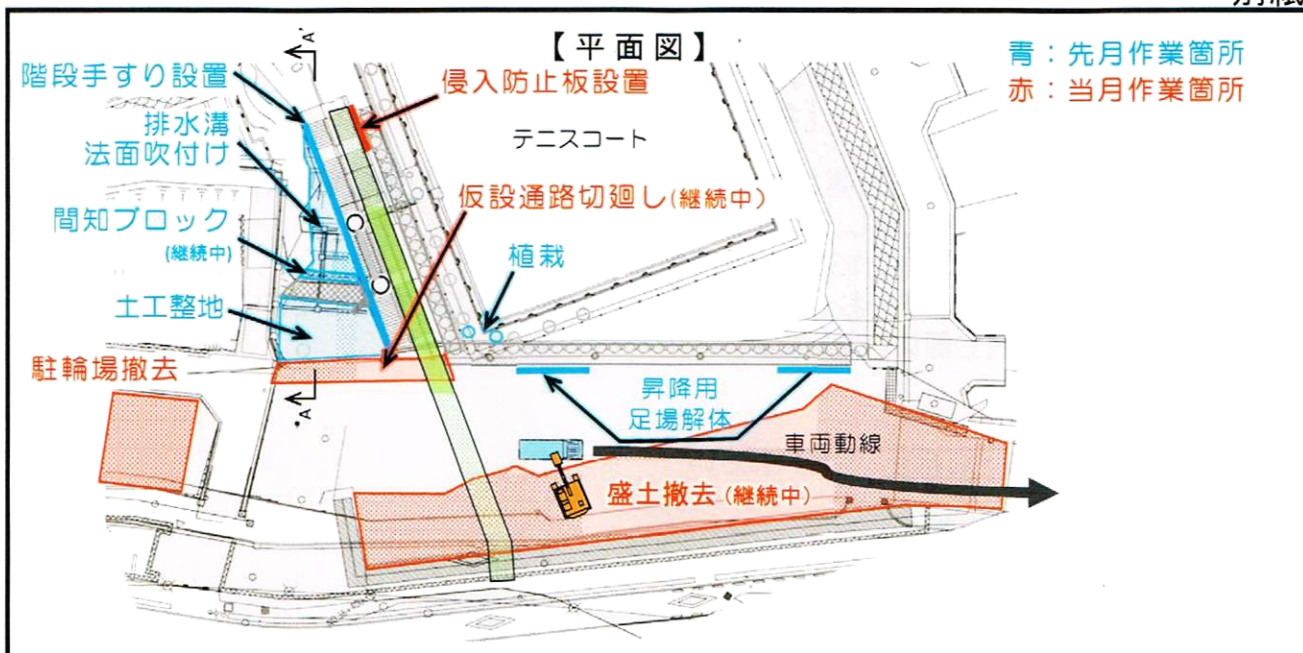 別紙
【平面図】
青：先月作業箇所
赤：当月作業箇所
A'
階段手すり設置
侵入防止板設置
排水溝
法面吹付け
テニスコート
仮設通路切廻し(継続中)
間知ブロック
(継続中)
植栽
土工整地
駐輪場撤去
A
昇降用
足場解体
車両動線
盛土撤去(継続中)